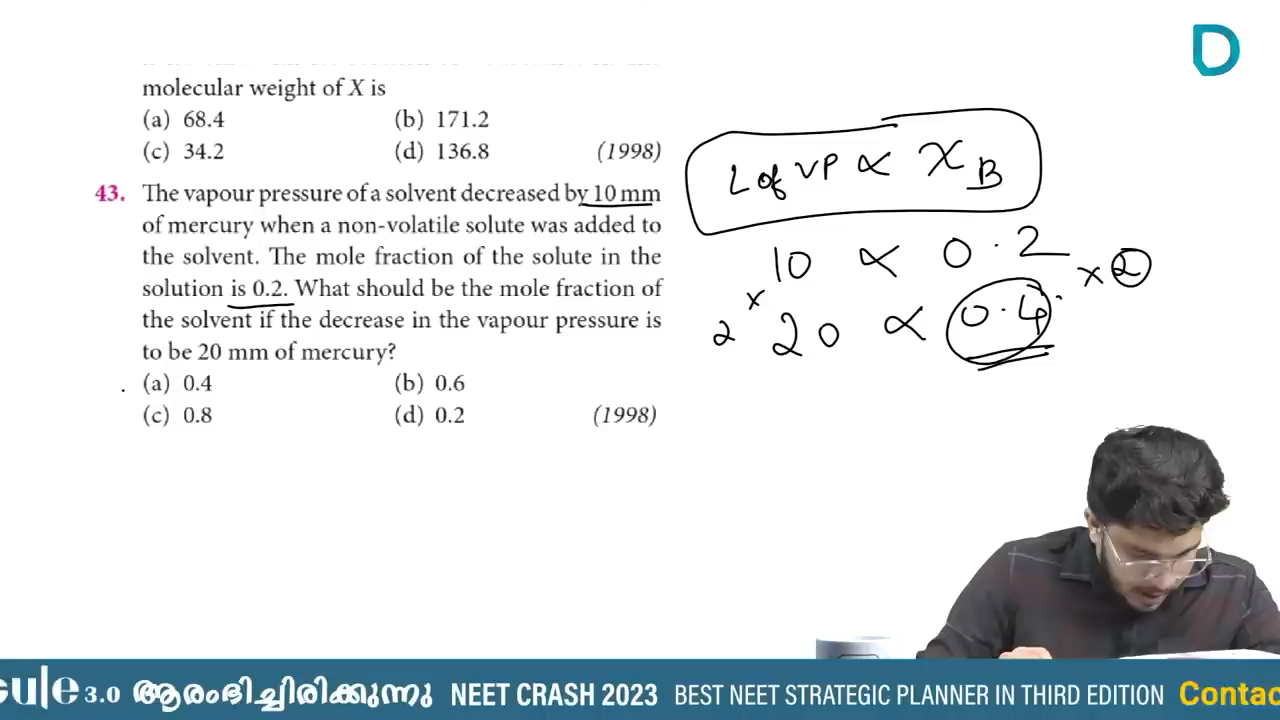 D
molecular weight of X is
(a) 68.4 (b) 171.2
(c) 34.2 (d) 136.8 (1998)
43. The vapour pressure of a solvent decreased by 10 mm
of mercury when a non-volatile solute was added to
the solvent. The mole fraction of the solute in the
solution is 0.2. What should be the mole fraction of
the solvent if the decrease in the vapour pressure is
to be 20 mm of mercury?
(a) 0.4 (b) 0.6
(c) 0.8 (d) 0.2 (1998)
L of VP ∝ XB
10 ∝ 0.2
×2
×
2 20 ∝ 0.4
sule 3.0 ആരംഭിച്ചിരിക്കുന്നു NEET CRASH 2023 BEST NEET STRATEGIC PLANNER IN THIRD EDITION Contac